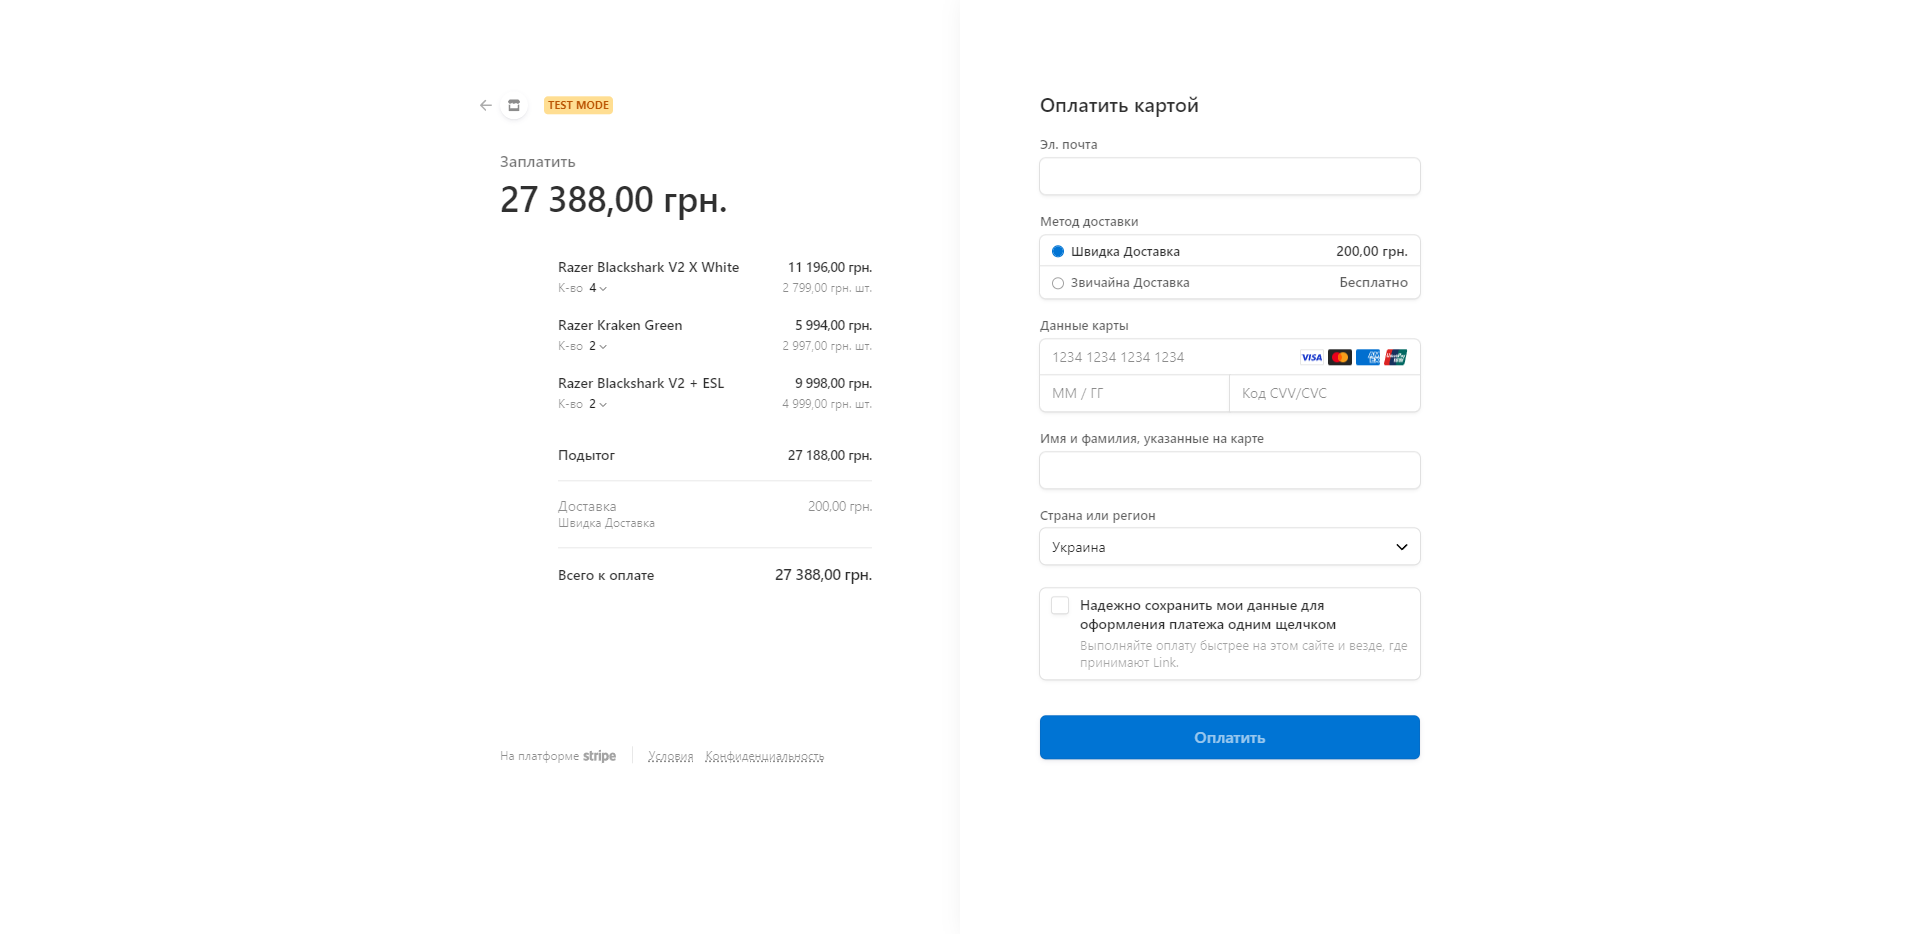 TEST MODE
Заплатить
27 388,00 грн.
Razer Blackshark V2 X White 11 196,00 грн.
К-во 4 2 799,00 грн. шт.
Razer Kraken Green 5 994,00 грн.
К-во 2 2 997,00 грн. шт.
Razer Blackshark V2 + ESL 9 998,00 грн.
К-во 2 4 999,00 грн. шт.
Подытог 27 188,00 грн.
Доставка 200,00 грн.
Швидка Доставка
Всего к оплате 27 388,00 грн.
На платформе stripe Условия Конфиденциальность
Оплатить картой
Эл. почта
Метод доставки
Швидка Доставка 200,00 грн.
Звичайна Доставка Бесплатно
Данные карты
1234 1234 1234 1234 VISA
ММ / ГГ Код CVV/CVC
Имя и фамилия, указанные на карте
Страна или регион
Украина
Надежно сохранить мои данные для
оформления платежа одним щелчком
Выполняйте оплату быстрее на этом сайте и везде, где
принимают Link.
Оплатить